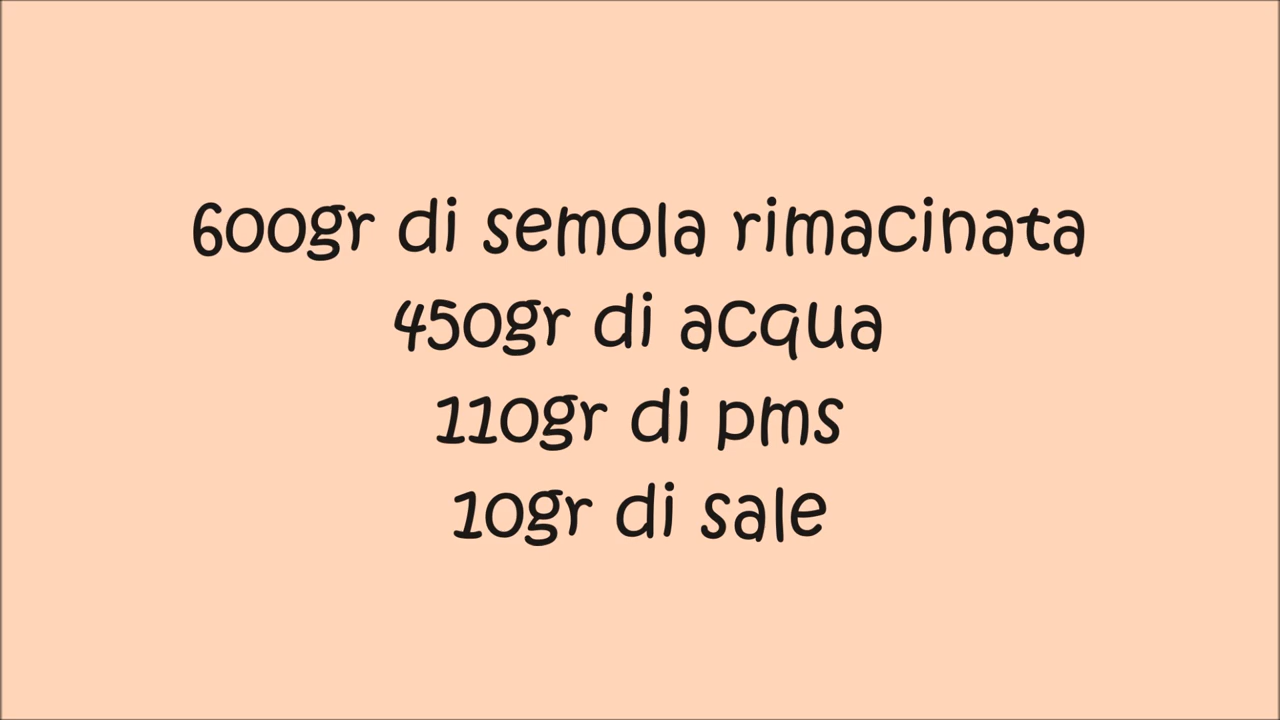 600gr di semola rimacinata
450gr di acqua
110gr di pms
10gr di sale